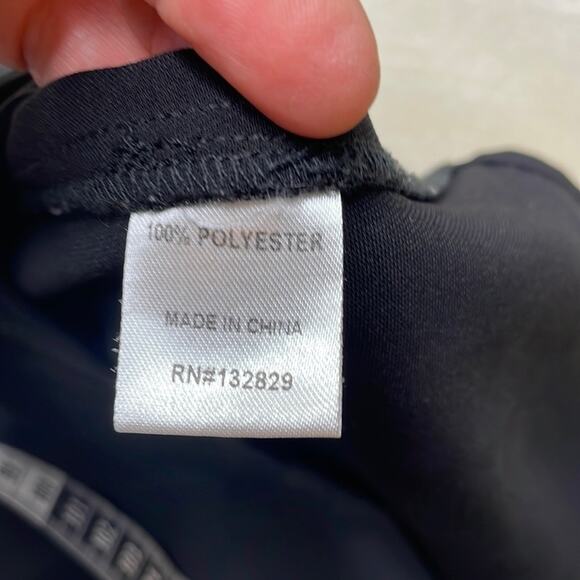 100% POLYESTER
MADE IN CHINA
RN#132829